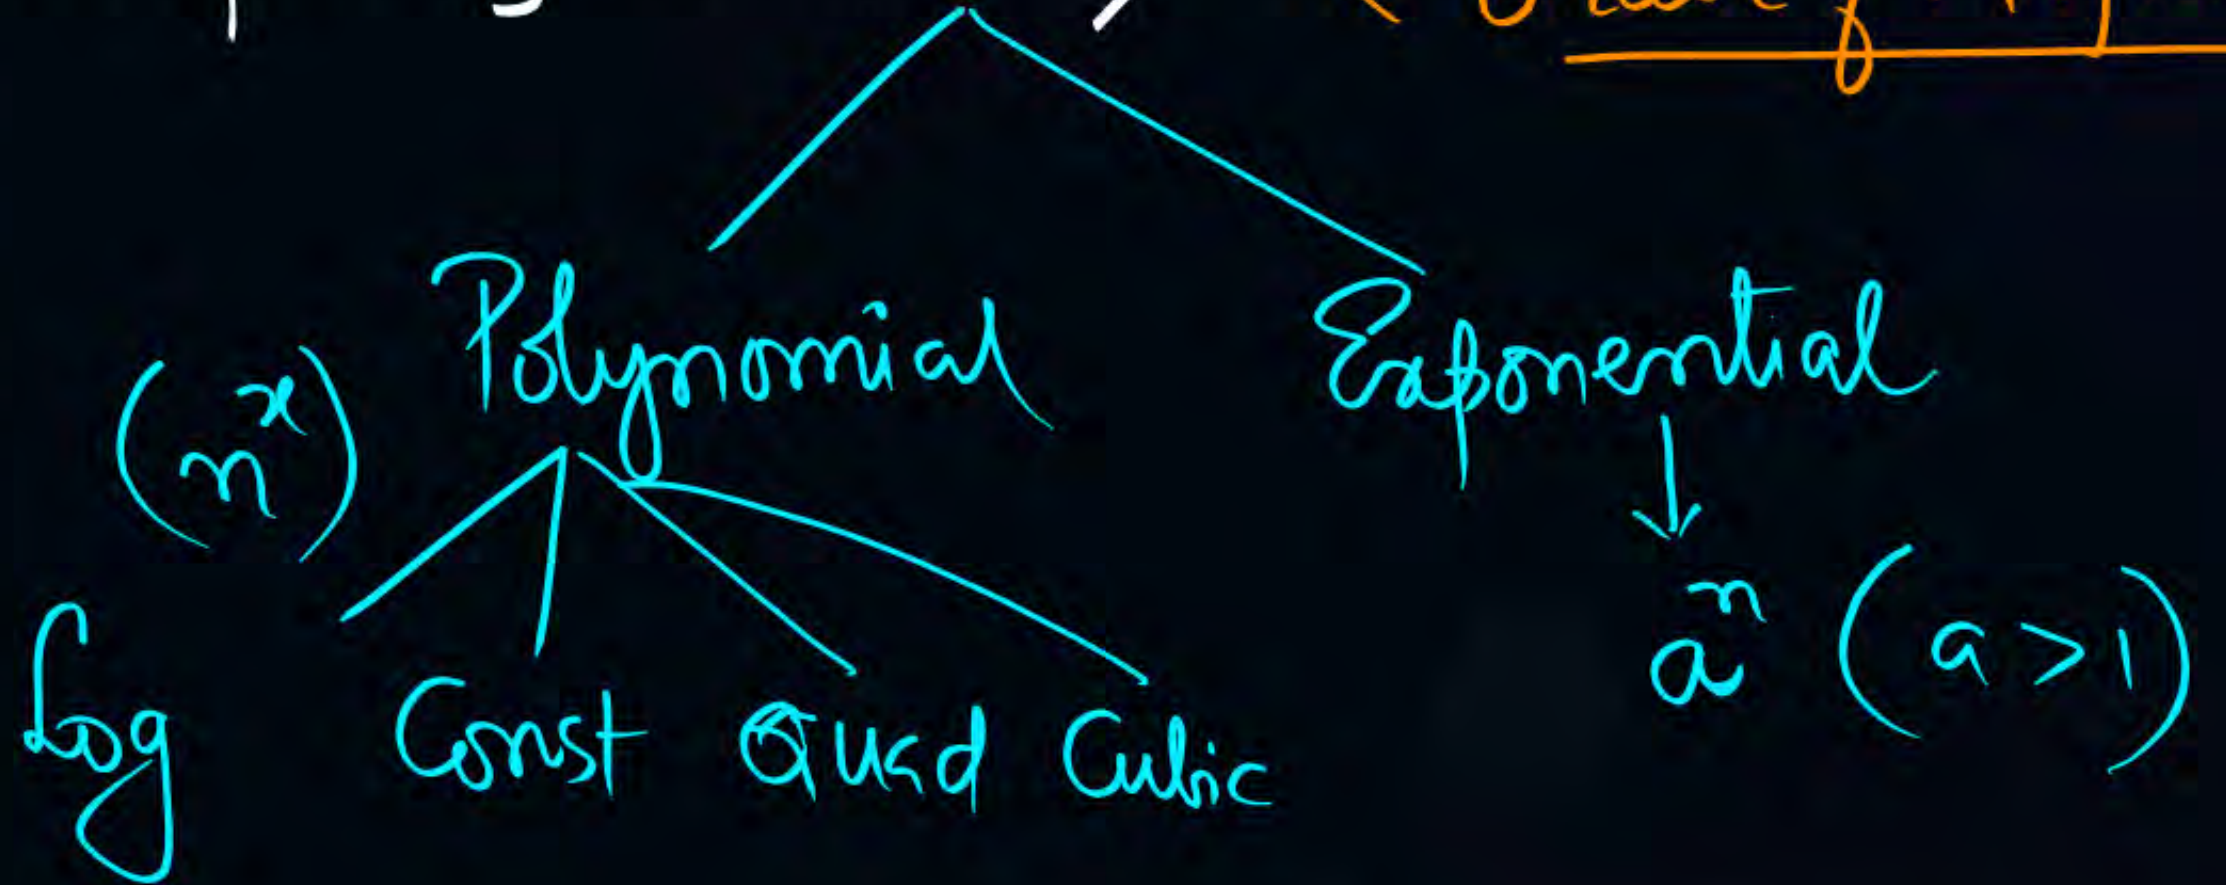 Polynomial Exponential
(n^x)
a^n (a>1)
Log Const Quad Cubic